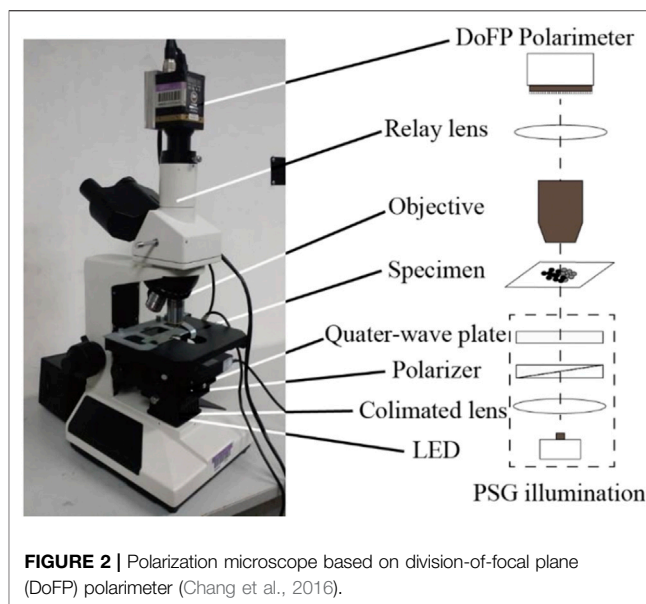 DoFP Polarimeter
Relay lens
Objective
Specimen
Quater-wave plate
Polarizer
Colimated lens
LED
PSG illumination
FIGURE 2 | Polarization microscope based on division-of-focal plane
(DoFP) polarimeter (Chang et al., 2016).